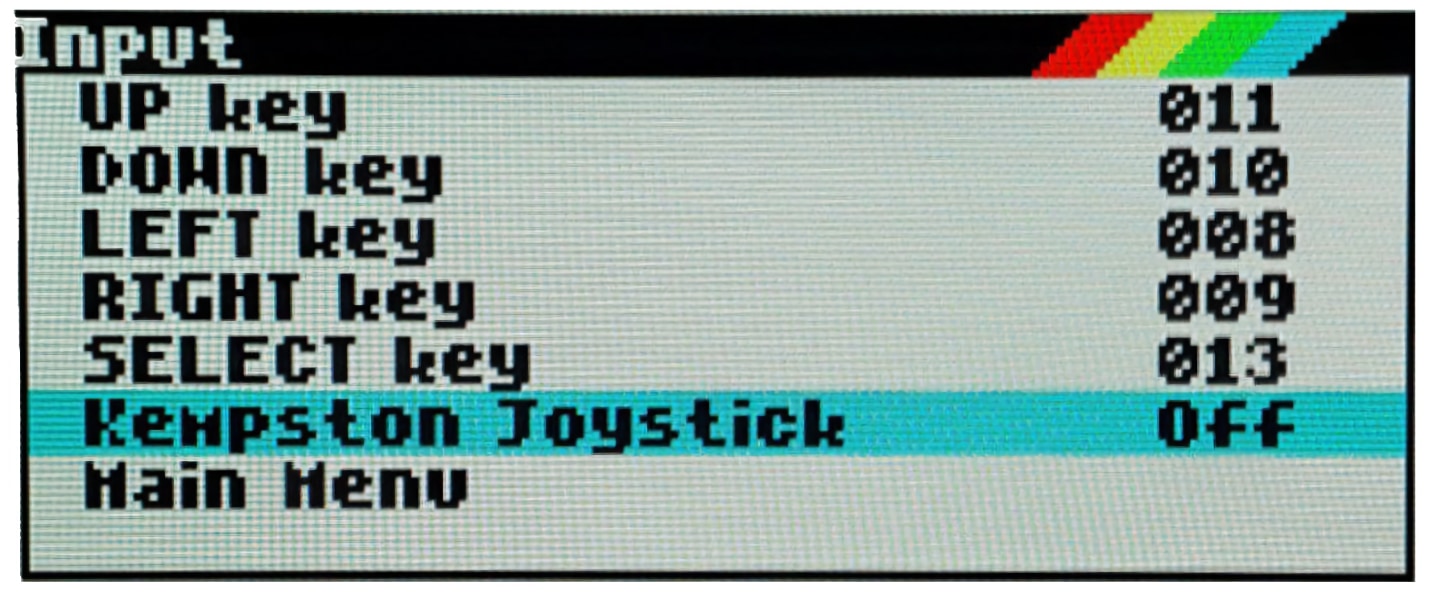 Input
UP key 011
DOWN key 010
LEFT key 008
RIGHT key 009
SELECT key 013
Kempston Joystick Off
Main Menu